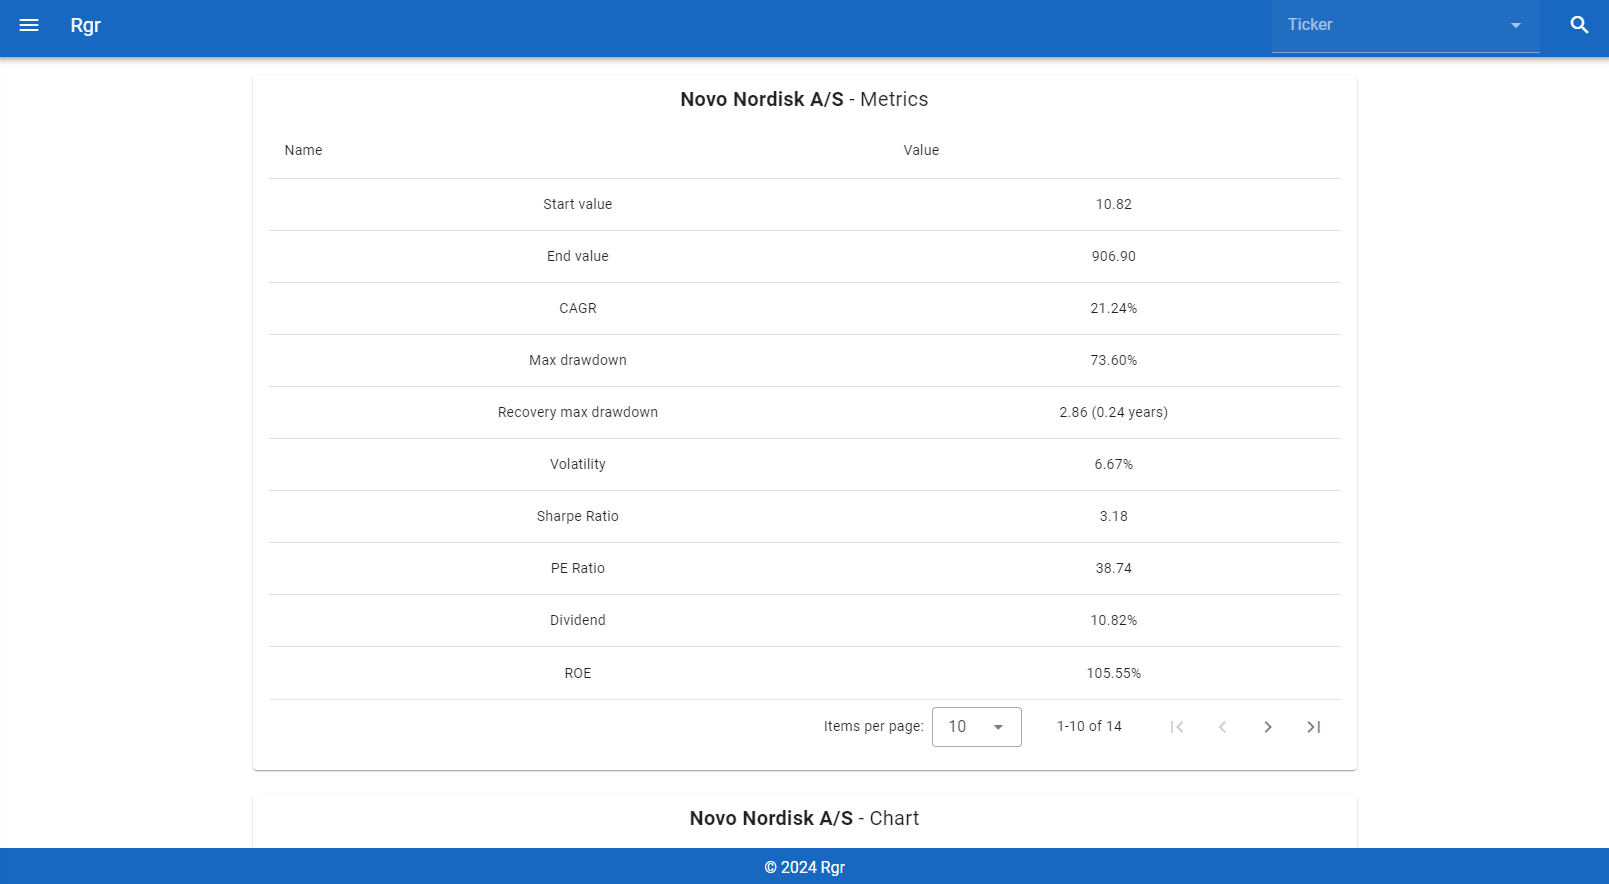 Rgr
Ticker
Novo Nordisk A/S - Metrics
Name Value
Start value 10.82
End value 906.90
CAGR 21.24%
Max drawdown 73.60%
Recovery max drawdown 2.86 (0.24 years)
Volatility 6.67%
Sharpe Ratio 3.18
PE Ratio 38.74
Dividend 10.82%
ROE 105.55%
Items per page: 10 1-10 of 14
Novo Nordisk A/S - Chart
© 2024 Rgr